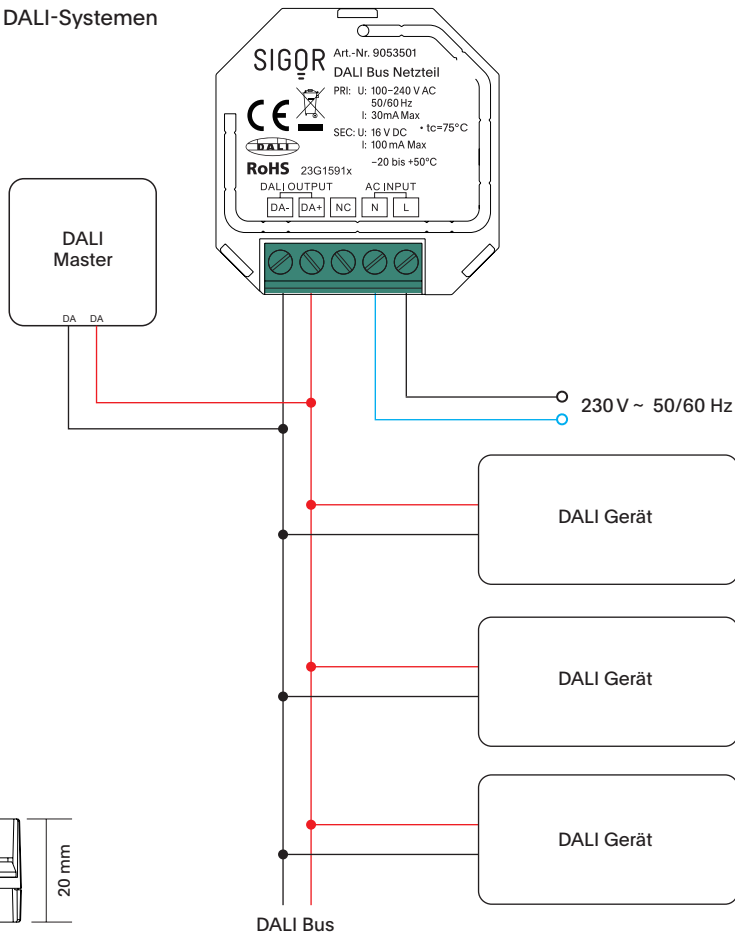 DALI-Systemen
SIGOR
Art.-Nr. 9053501
DALI Bus Netzteil
PRI: U: 100–240 V AC
50/60 Hz
I: 30mA Max
SEC: U: 16 V DC • tc=75°C
I: 100 mA Max
–20 bis +50°C
CE
DALI
RoHS 23G1591x
DALI OUTPUT AC INPUT
DA- DA+ NC N L
DALI
Master
DA DA
230 V ~ 50/60 Hz
DALI Gerät
DALI Gerät
DALI Gerät
20 mm
DALI Bus